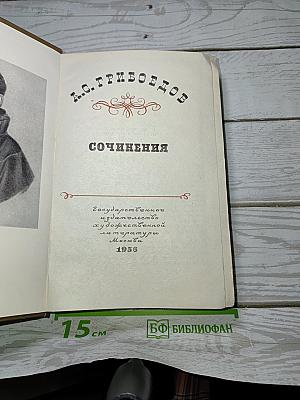 А.С. ГРИБОЕДОВ
СОЧИНЕНИЯ
Государственное
издательство
художественной
литературы
Москва
1956
15 см
БФ БИБЛИОФАН